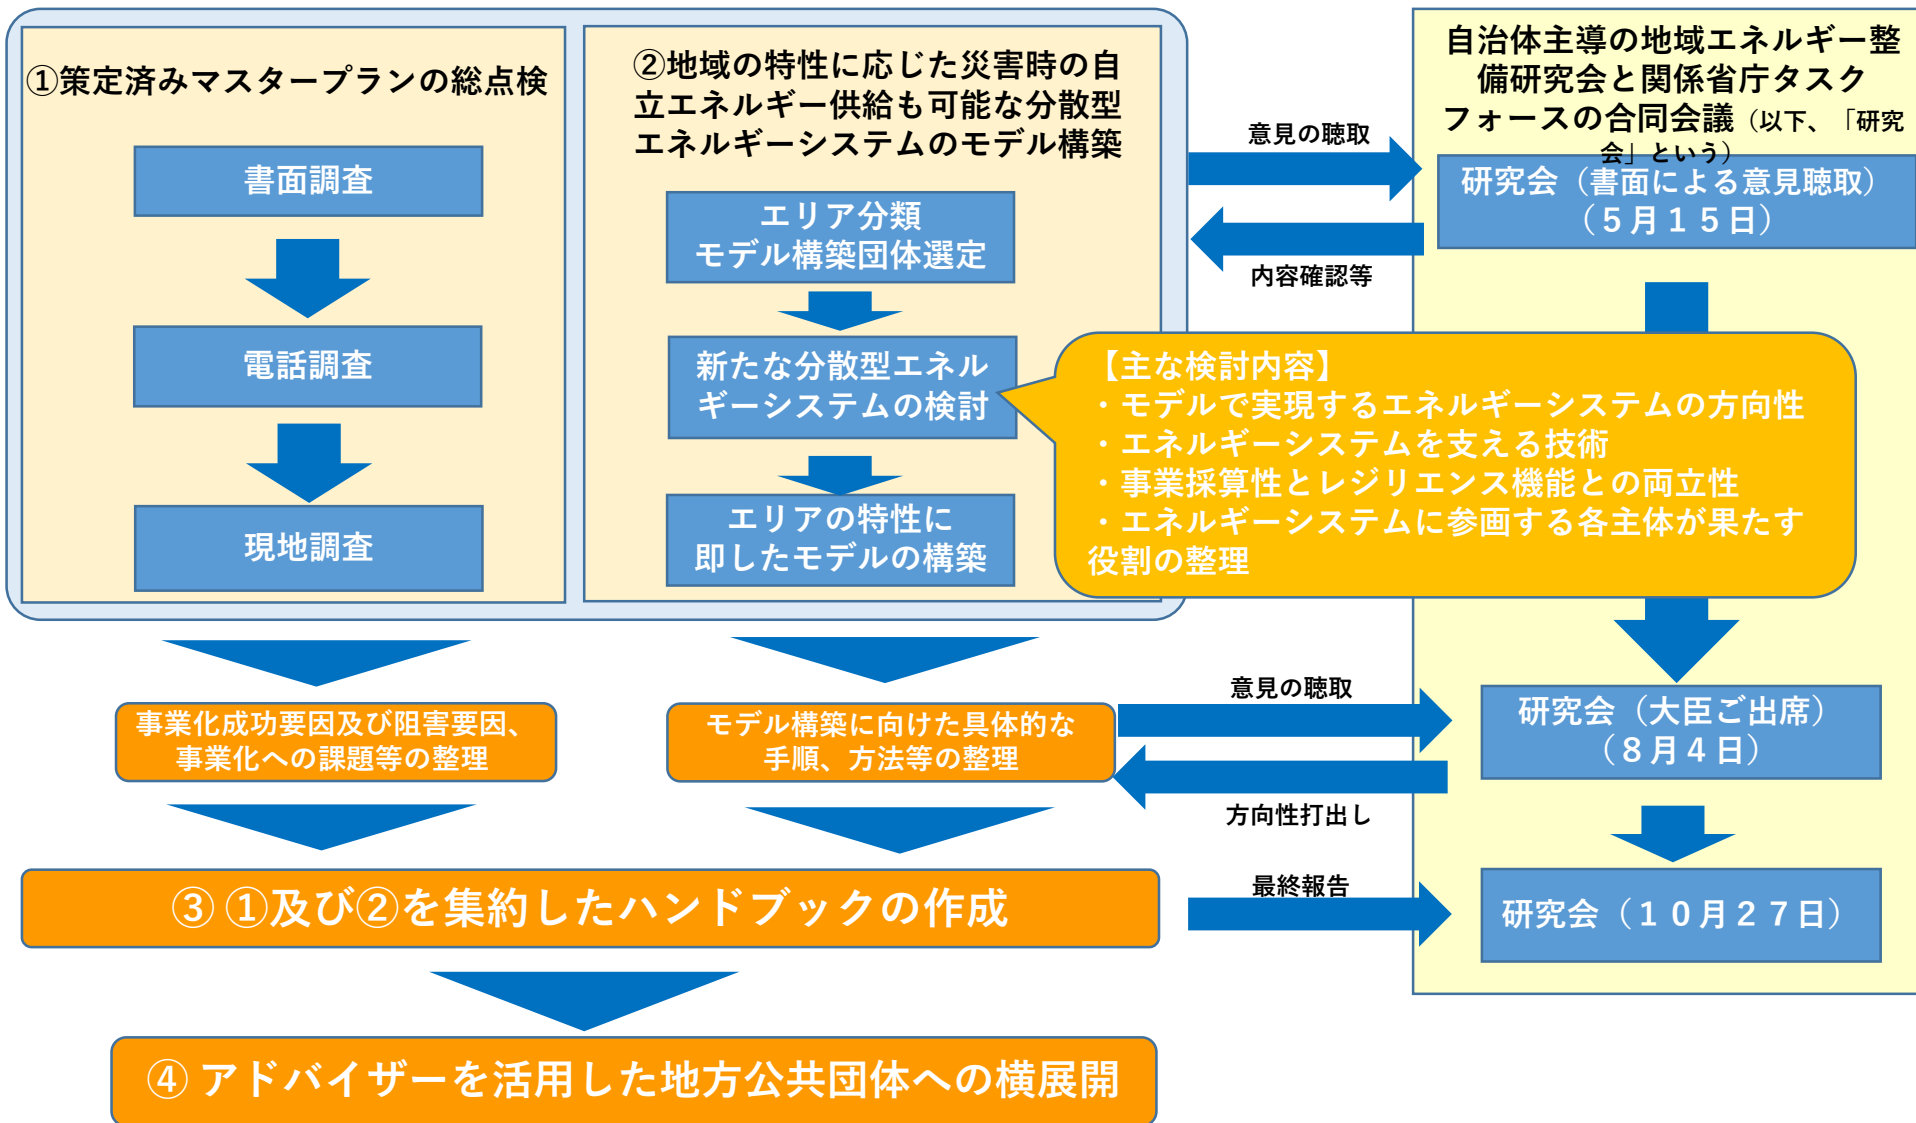 ①策定済みマスタープランの総点検
書面調査
電話調査
現地調査
②地域の特性に応じた災害時の自
立エネルギー供給も可能な分散型
エネルギーシステムのモデル構築
エリア分類
モデル構築団体選定
新たな分散型エネル
ギーシステムの検討
エリアの特性に
即したモデルの構築
意見の聴取
内容確認等
自治体主導の地域エネルギー整
備研究会と関係省庁タスク
フォースの合同会議（以下、「研究
会」という）
研究会（書面による意見聴取）
（５月１５日）
【主な検討内容】
・モデルで実現するエネルギーシステムの方向性
・エネルギーシステムを支える技術
・事業採算性とレジリエンス機能との両立性
・エネルギーシステムに参画する各主体が果たす
役割の整理
事業化成功要因及び阻害要因、
事業化への課題等の整理
モデル構築に向けた具体的な
手順、方法等の整理
意見の聴取
方向性打出し
研究会（大臣ご出席）
（８月４日）
③ ①及び②を集約したハンドブックの作成
最終報告
研究会（１０月２７日）
④ アドバイザーを活用した地方公共団体への横展開